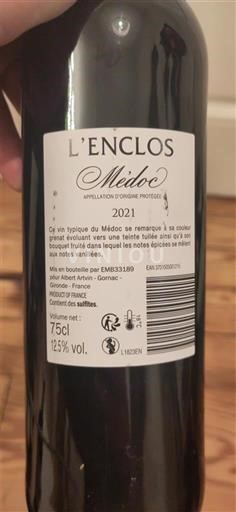 L'ENCLOS
Médoc
APPELLATION D'ORIGINE PROTÉGÉE
2021
Ce vin typique du Médoc se remarque à sa couleur
grenat évoluant vers une teinte tuilée ainsi qu'à son
bouquet fruité dans lequel les notes épicées se mêlent
aux notes vanillées.
Mis en bouteille par EMB33189
pour Albert Artvin - Gornac -
Gironde - France
PRODUCT OF FRANCE
Contient des sulfites.
Volume net :
75cl
12,5% vol.
L1823EN